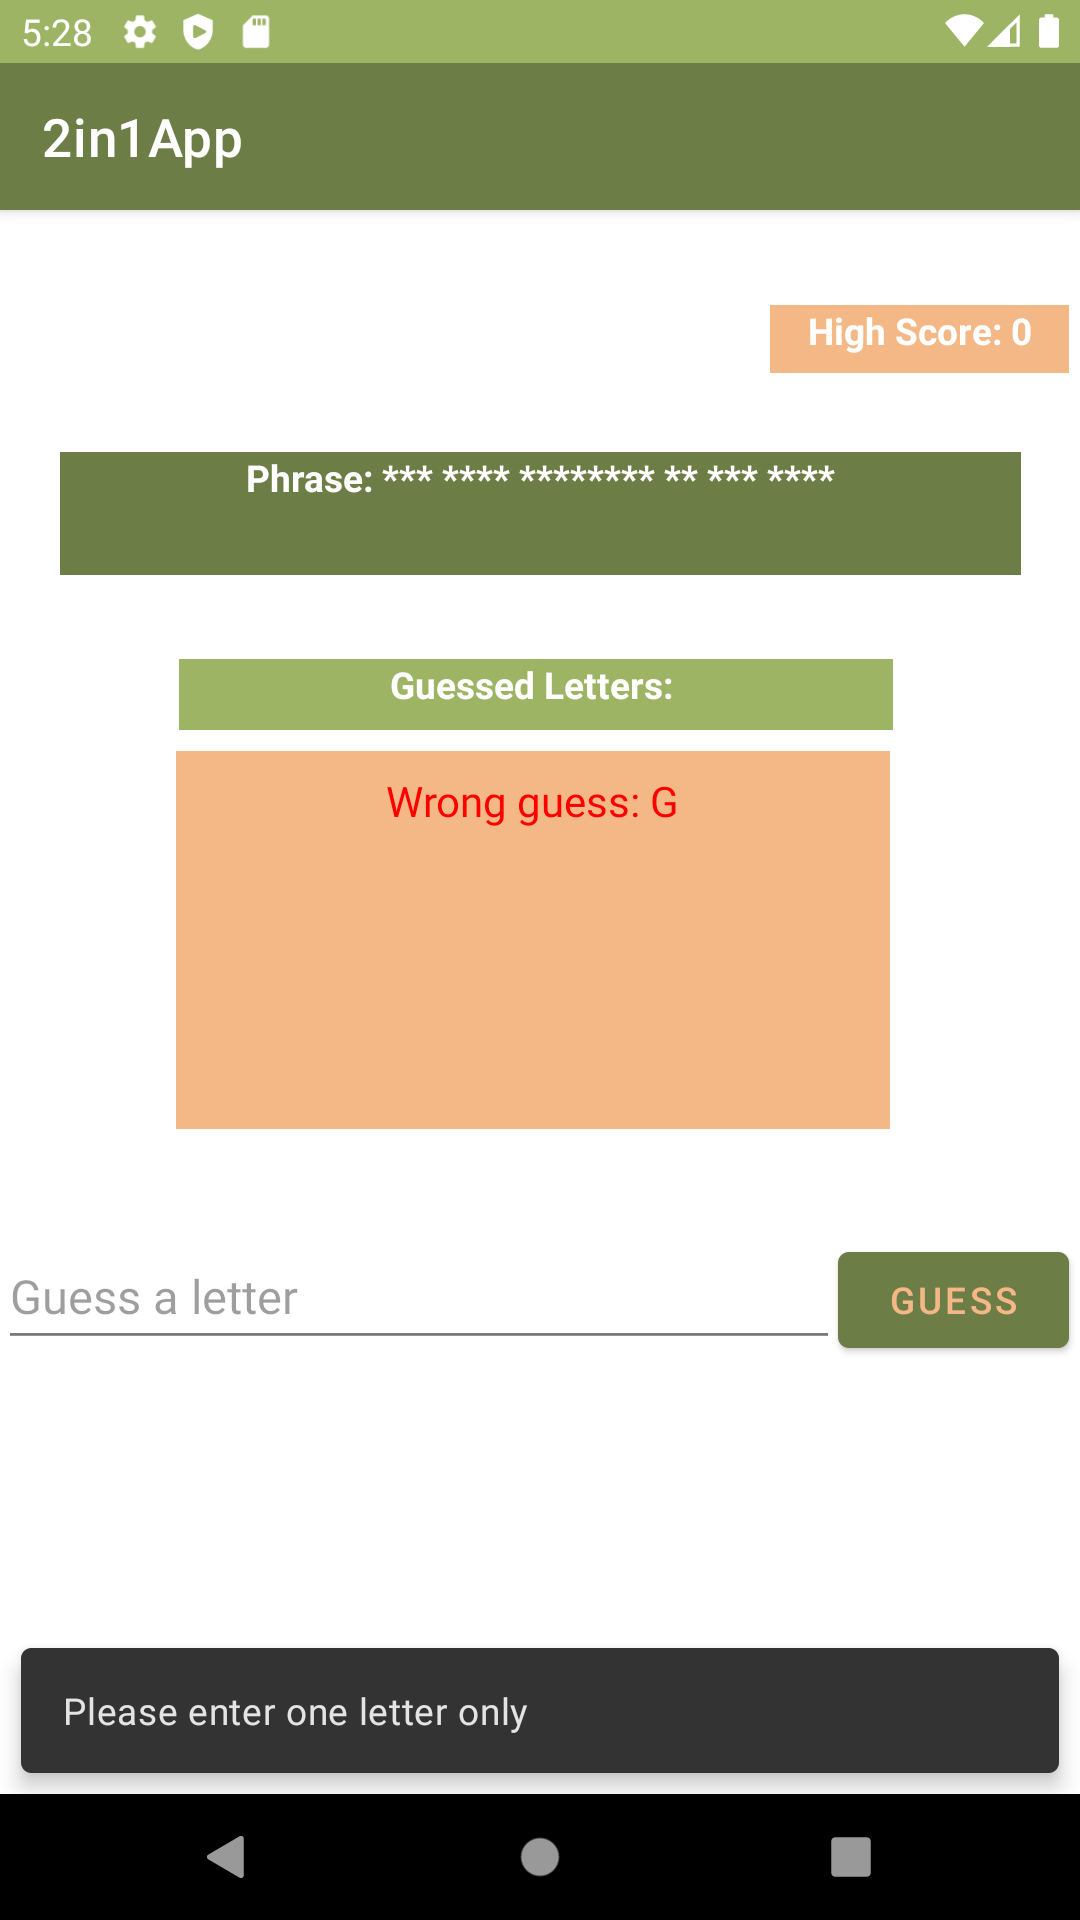 5:28
2in1App
High Score: 0
Phrase: *** **** ******** ** *** ****
Guessed Letters:
Wrong guess: G
Guess a letter
GUESS
Please enter one letter only